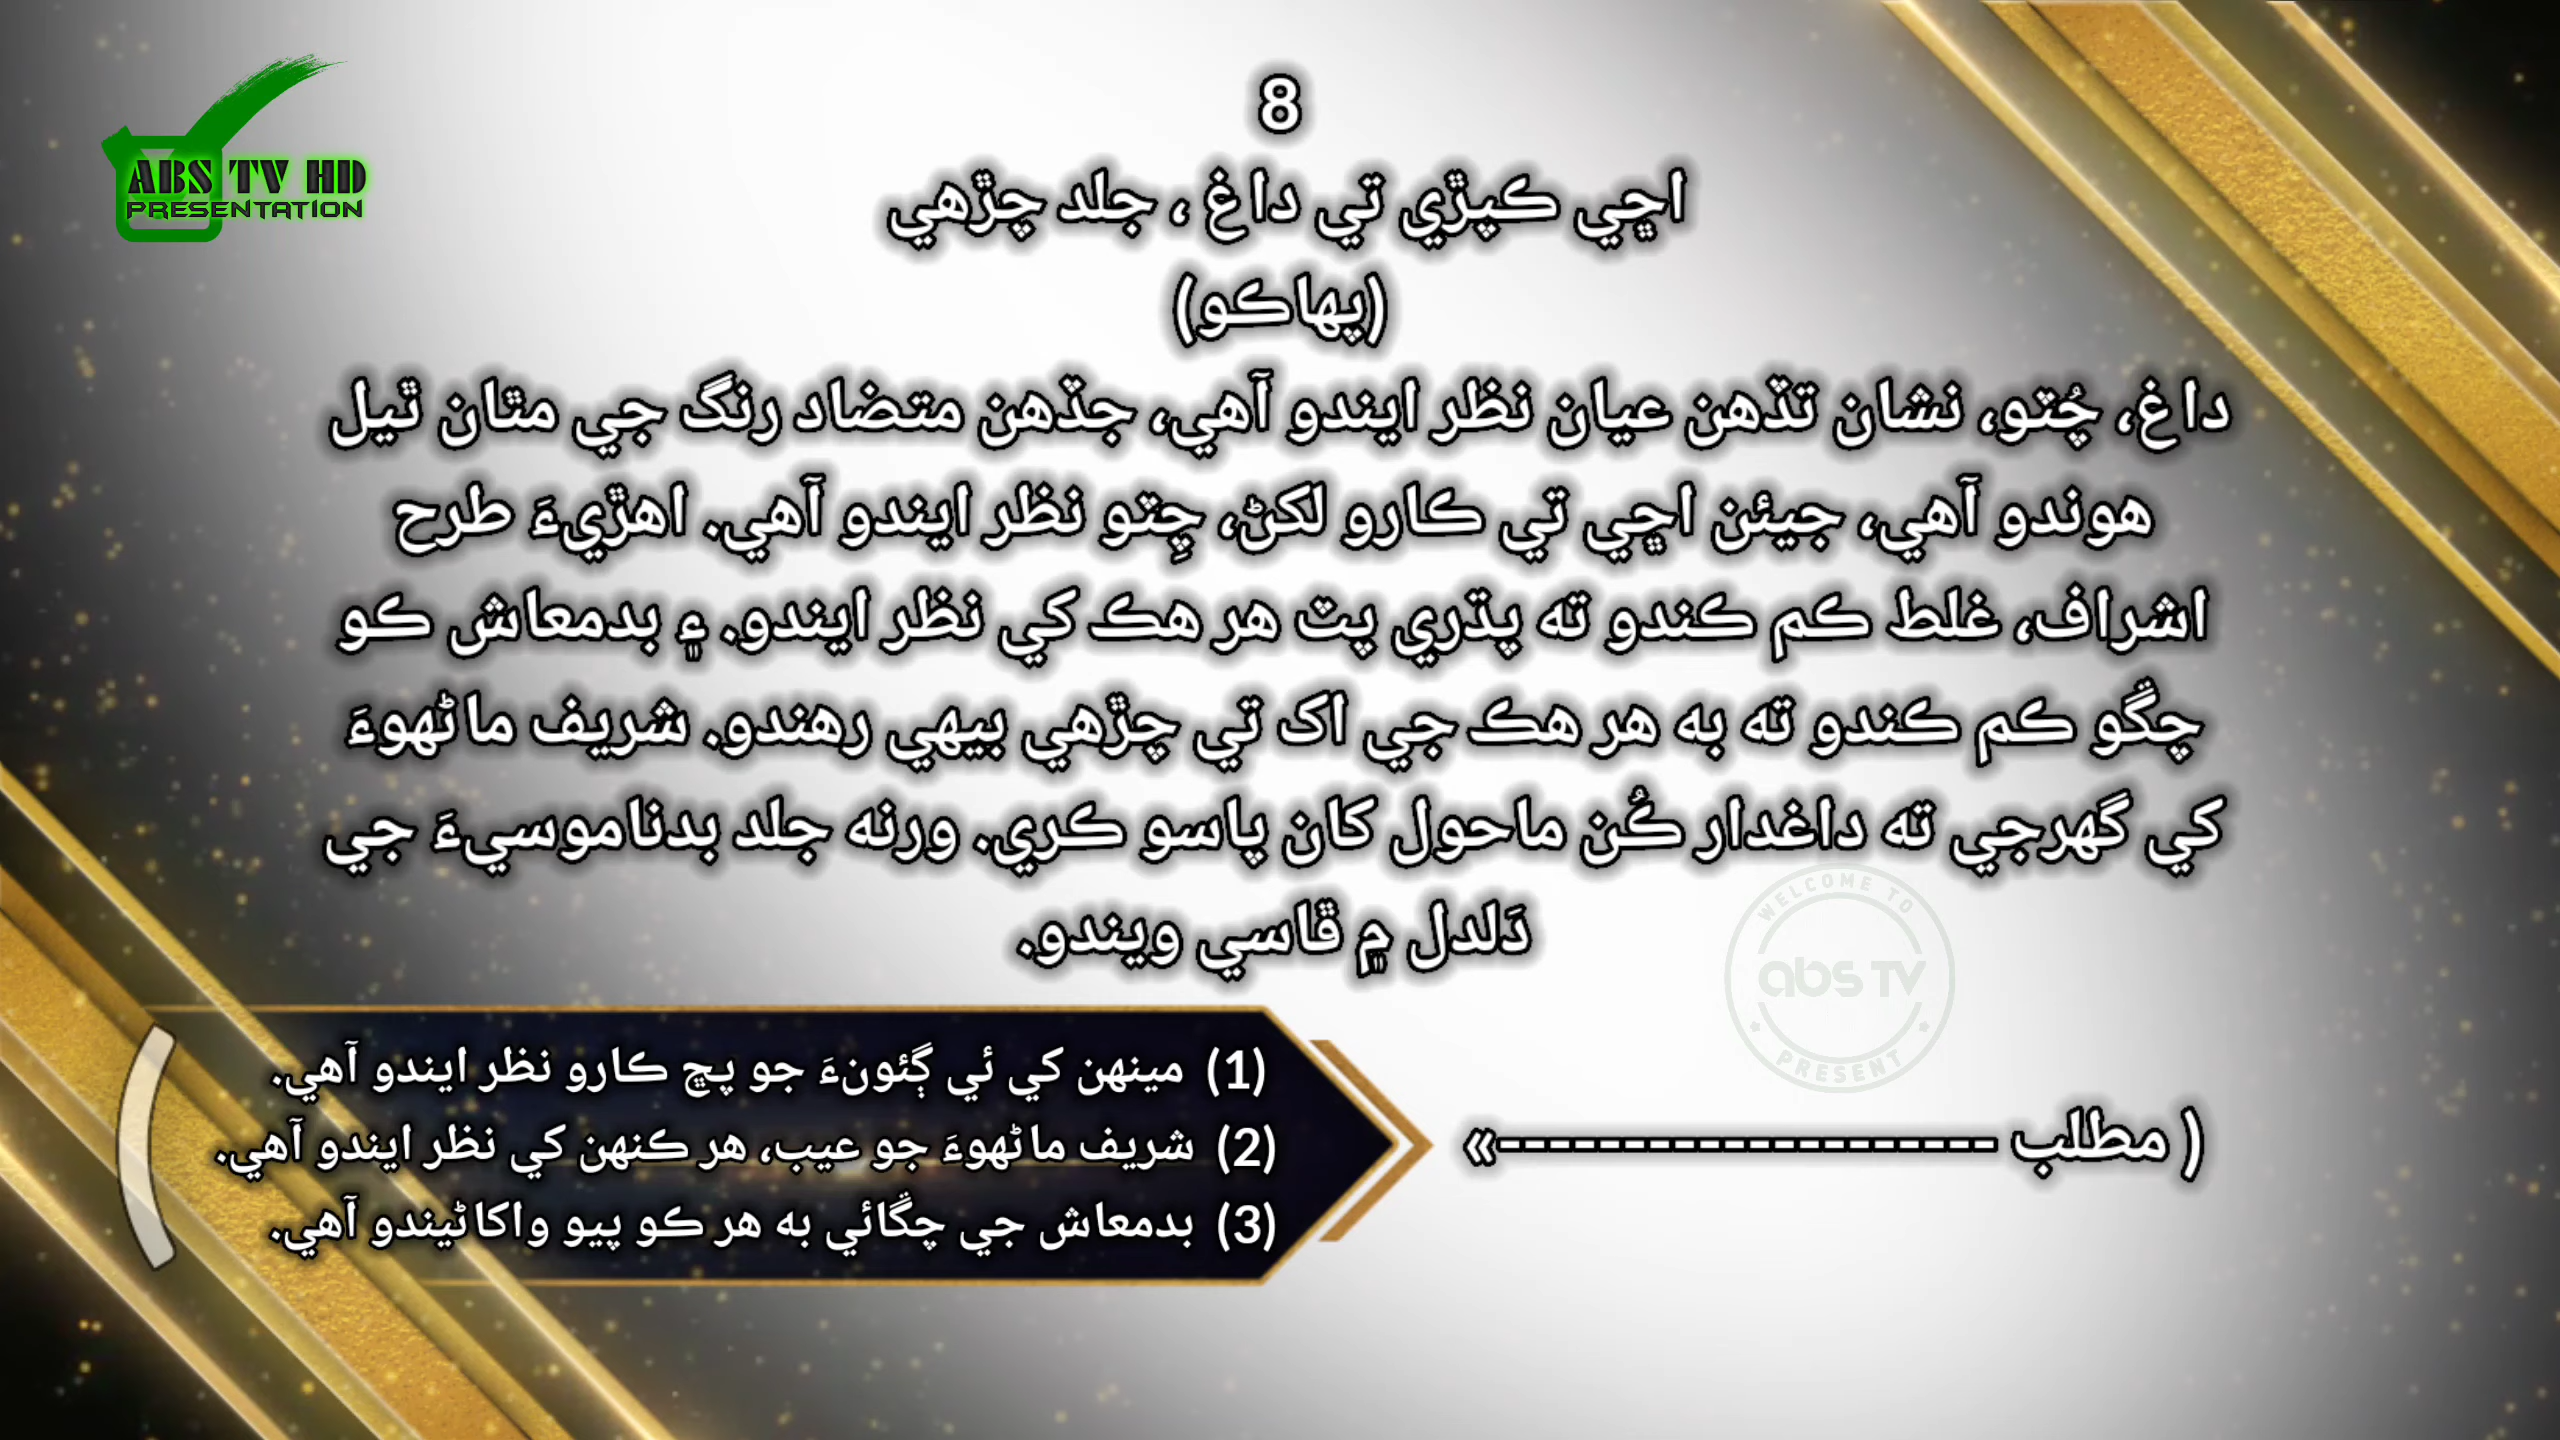 ABS TV HD
PRESENTATION
8
اڇي ڪپڙي تي داغ ، جلد چڙهي
(پهاڪو)
داغ، چُٽو، نشان تڏهن عيان نظر ايندو آهي، جڏهن متضاد رنگ جي مٿان ٿيل
هوندو آهي، جيئن اڇي تي ڪارو لڪڻ، چِٽو نظر ايندو آهي. اهڙيءَ طرح
اشراف، غلط ڪم ڪندو ته پڌري پٽ هر هڪ کي نظر ايندو. ۽ بدمعاش ڪو
چڱو ڪم ڪندو ته به هر هڪ جي اک تي چڙهي بيهي رهندو. شريف ماڻهوءَ
کي گهرجي ته داغدار ڪُن ماحول کان پاسو ڪري. ورنه جلد بدناموسيءَ جي
دَلدل ۾ ڦاسي ويندو.
WELCOME TO
abs TV
PRESENT
( مطلب --------------------»
(1) مينهن کي ئي ڳئونءَ جو پڇ ڪارو نظر ايندو آهي.
(2) شريف ماڻهوءَ جو عيب، هر ڪنهن کي نظر ايندو آهي.
(3) بدمعاش جي چڱائي به هر ڪو پيو واکاڻيندو آهي.
)